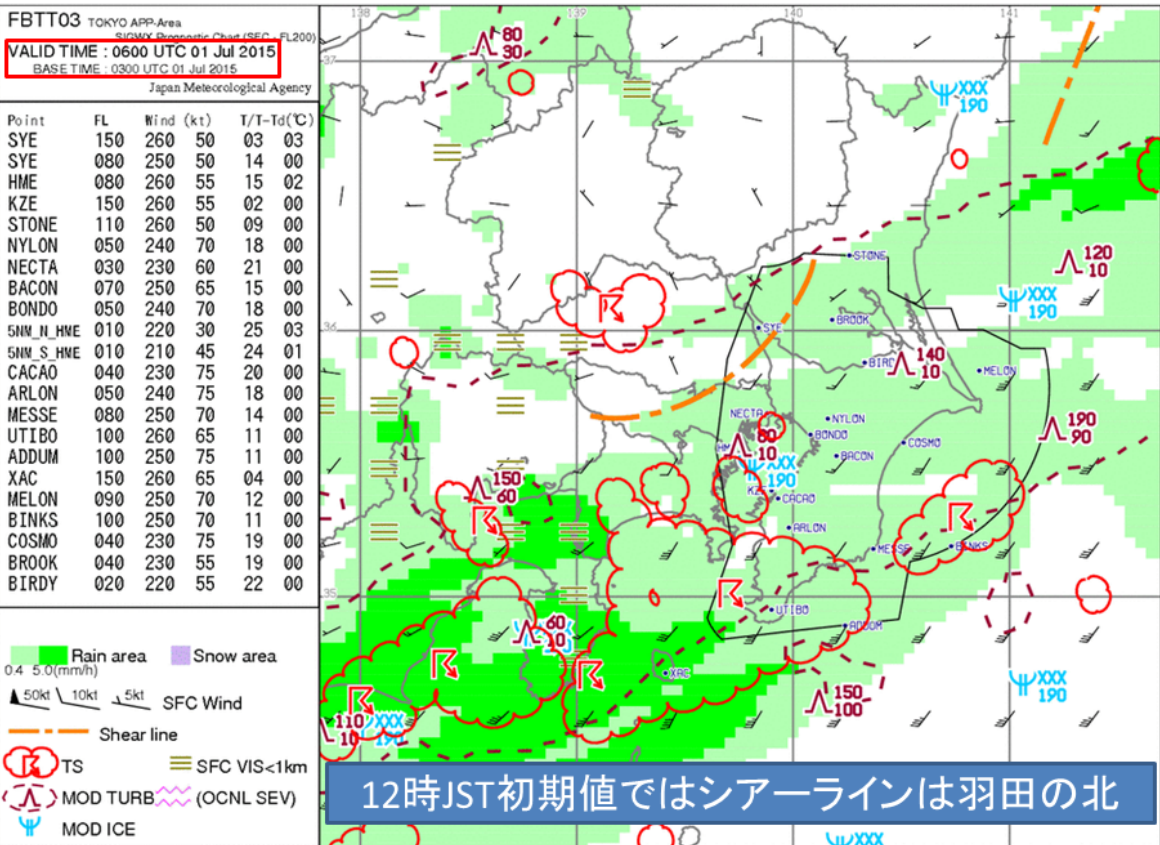 FBTT03 TOKYO APP-Area
SIGWX Prognostic Chart (SFC - FL200)
VALID TIME : 0600 UTC 01 Jul 2015
BASE TIME : 0300 UTC 01 Jul 2015
Japan Meteorological Agency
Point FL Wind (kt) T/T-Td(℃)
SYE 150 260 50 03 03
SYE 080 250 50 14 00
HME 080 260 55 15 02
KZE 150 260 55 02 00
STONE 110 260 50 09 00
NYLON 050 240 70 18 00
NECTA 030 230 60 21 00
BACON 070 250 65 15 00
BONDO 050 240 70 18 00
5NM_N_HME 010 220 30 25 03
5NM_S_HME 010 210 45 24 01
CACAO 040 230 75 20 00
ARLON 050 240 75 18 00
MESSE 080 250 70 14 00
UTIBO 100 260 65 11 00
ADDUM 100 250 75 11 00
XAC 150 260 65 04 00
MELON 090 250 70 12 00
BINKS 100 250 70 11 00
COSMO 040 230 75 19 00
BROOK 040 230 55 19 00
BIRDY 020 220 55 22 00
Rain area
Snow area
0.4 5.0(mm/h)
50kt 10kt 5kt SFC Wind
Shear line
TS
SFC VIS<1km
MOD TURB
(OCNL SEV)
MOD ICE
138 139 140 141
80
30
37
XXX
190
STONE
120
10
XXX
190
BROOK
SYE
36
140
10
BIRD
MELON
NECTA
NYLON
190
90
BONDO
80
10
HM
COSMO
BACON
XXX
190
150
60
KZ
CACAO
ARLON
MESSE
BINKS
35
UTIBO
60
ADDUM
XAC
XXX
190
150
100
110
10
XXX
190
12時JST初期値ではシアーラインは羽田の北
XXX